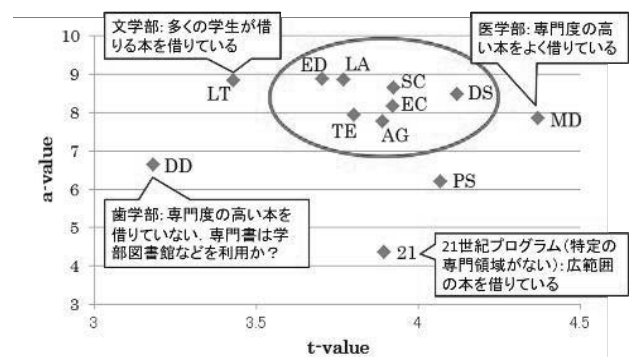 文学部：多くの学生が借
りる本を借りている
医学部：専門度の高
い本をよく借りている
10
9
8
7
6
5
4
3
a-value
LT
ED
LA
SC
DS
EC
TE
AG
MD
DD
PS
21
歯学部：専門度の高い本を
借りていない．専門書は学
部図書館などを利用か？
21世紀プログラム（特定の
専門領域がない）：広範囲
の本を借りている
3
3.5
4
4.5
t-value